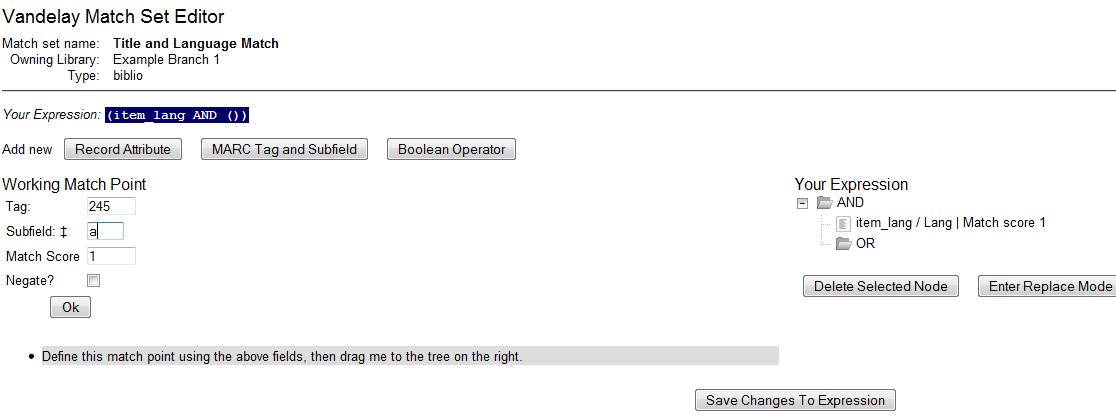 Vandelay Match Set Editor
Match set name: Title and Language Match
Owning Library: Example Branch 1
Type: biblio
Your Expression: (item_lang AND ())
Add new Record Attribute MARC Tag and Subfield Boolean Operator
Working Match Point
Tag: 245
Subfield: ‡ a
Match Score 1
Negate?
Ok
Your Expression
AND
item_lang / Lang | Match score 1
OR
Delete Selected Node Enter Replace Mode
Define this match point using the above fields, then drag me to the tree on the right.
Save Changes To Expression